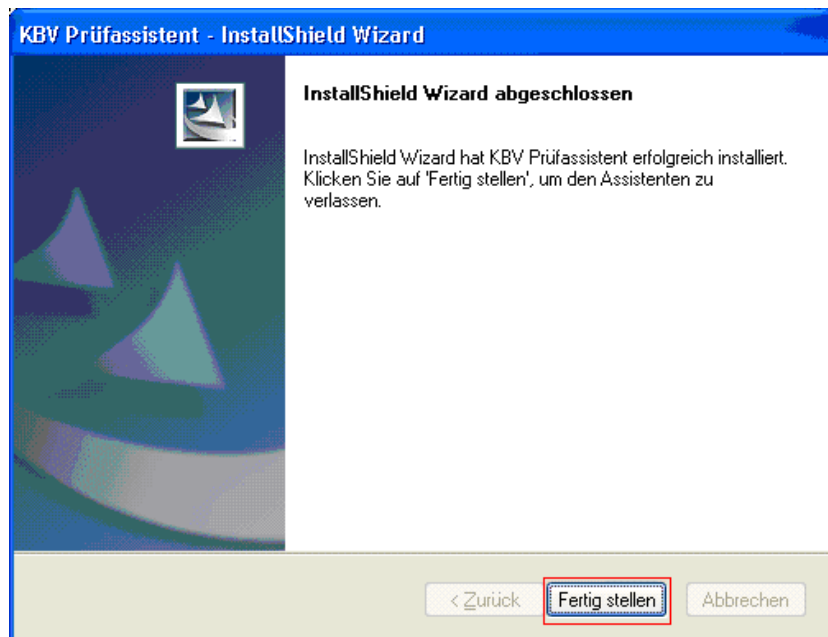 KBV Prüfassistent - InstallShield Wizard
InstallShield Wizard abgeschlossen
InstallShield Wizard hat KBV Prüfassistent erfolgreich installiert.
Klicken Sie auf 'Fertig stellen', um den Assistenten zu
verlassen.
< Zurück
Fertig stellen
Abbrechen